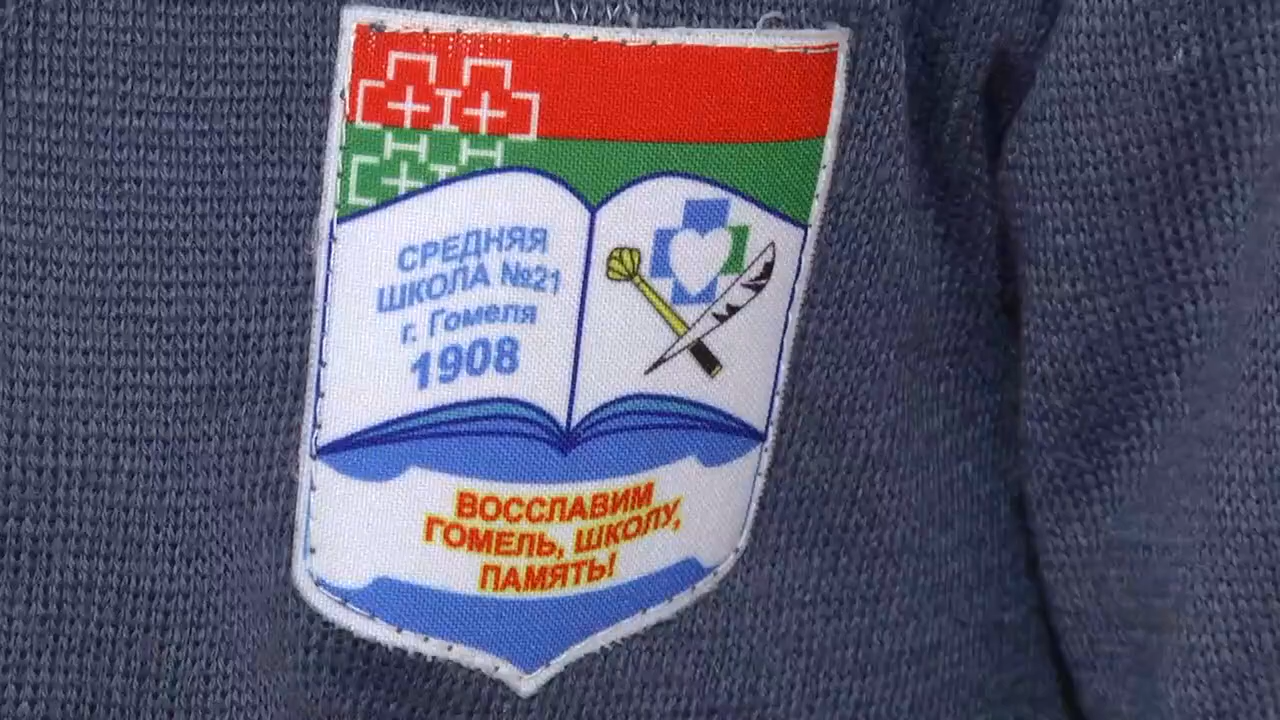 СРЕДНЯЯ
ШКОЛА №21
г. Гомеля
1908
ВОССЛАВИМ
ГОМЕЛЬ, ШКОЛУ,
ПАМЯТЬ!